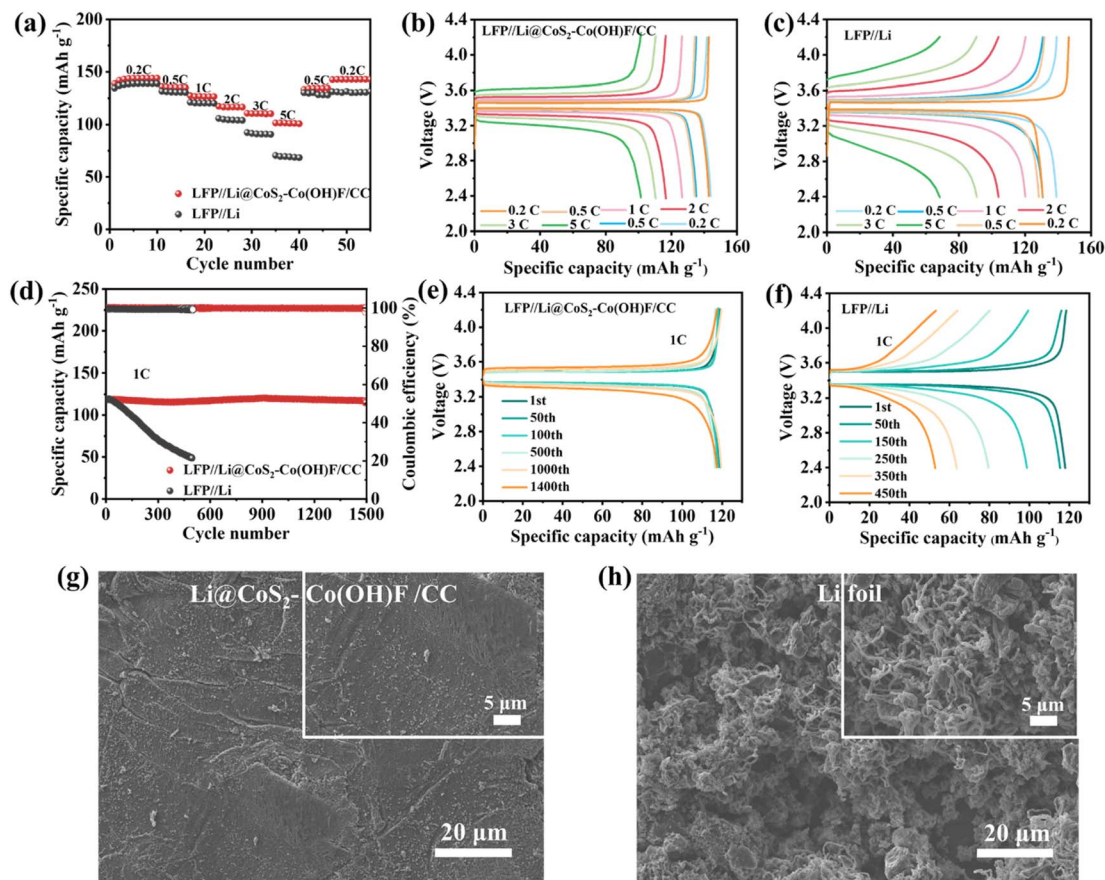 (a)
200
150
100
50
0
0 10 20 30 40 50
Specific capacity (mAh g⁻¹)
Cycle number
0.2C
0.5C
1C
2C
3C
5C
0.5C
0.2C
LFP//Li@CoS₂-Co(OH)F/CC
LFP//Li
(b)
LFP//Li@CoS₂-Co(OH)F/CC
4.4
4.0
3.6
3.2
2.8
2.4
2.0
0 40 80 120 160
Voltage (V)
Specific capacity (mAh g⁻¹)
0.2 C 0.5 C 1 C 2 C
3 C 5 C 0.5 C 0.2 C
(c)
LFP//Li
4.4
4.0
3.6
3.2
2.8
2.4
2.0
0 40 80 120 160
Voltage (V)
Specific capacity (mAh g⁻¹)
0.2 C 0.5 C 1 C 2 C
3 C 5 C 0.5 C 0.2 C
(d)
250
225
200
175
150
125
100
75
50
25
0
100
80
60
40
20
0
0 300 600 900 1200 1500
Specific capacity (mAh g⁻¹)
Coulombic efficiency (%)
Cycle number
1C
LFP//Li@CoS₂-Co(OH)F/CC
LFP//Li
(e)
LFP//Li@CoS₂-Co(OH)F/CC
1C
4.4
4.0
3.6
3.2
2.8
2.4
2.0
0 20 40 60 80 100 120
Voltage (V)
Specific capacity (mAh g⁻¹)
1st
50th
100th
500th
1000th
1400th
(f)
LFP//Li
1C
4.4
4.0
3.6
3.2
2.8
2.4
2.0
0 20 40 60 80 100 120
Voltage (V)
Specific capacity (mAh g⁻¹)
1st
50th
150th
250th
350th
450th
(g)
Li@CoS₂- Co(OH)F /CC
5 μm
20 μm
(h)
Li foil
5 μm
20 μm